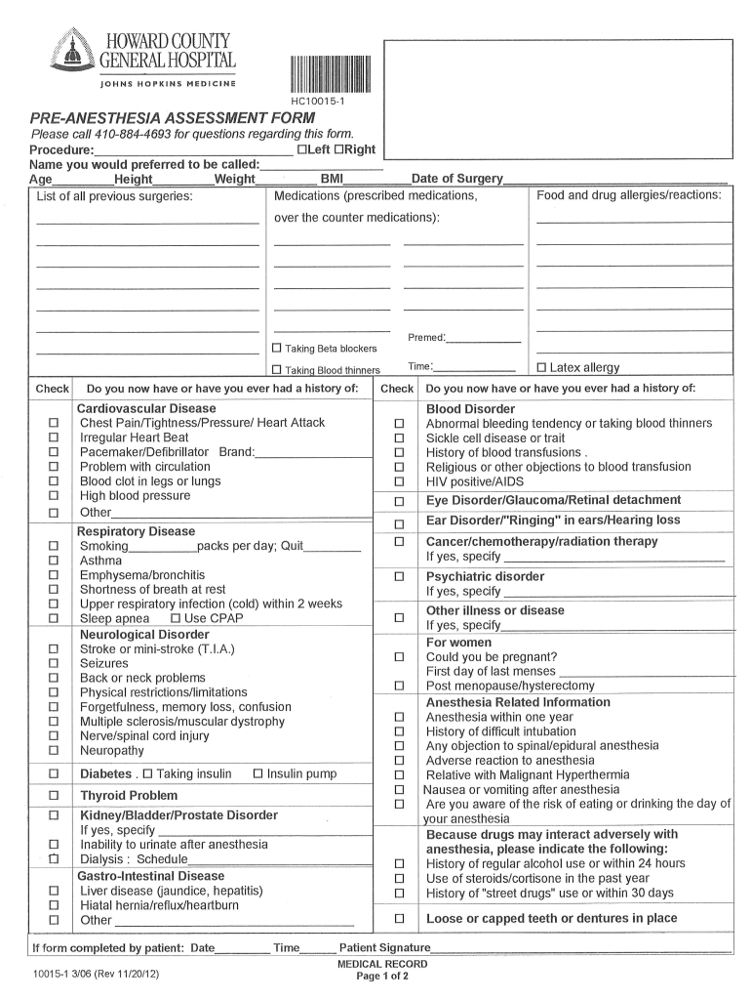 HOWARD COUNTY
GENERAL HOSPITAL
JOHNS HOPKINS MEDICINE
HC10015-1
PRE-ANESTHESIA ASSESSMENT FORM
Please call 410-884-4693 for questions regarding this form.
Procedure:______________ ☐Left ☐Right
Name you would preferred to be called:______________
Age________Height________Weight________BMI________Date of Surgery______________
List of all previous surgeries:
Medications (prescribed medications,
over the counter medications):
Premed:________
☐ Taking Beta blockers
☐ Taking Blood thinners
Time:________
Food and drug allergies/reactions:
☐ Latex allergy
Check Do you now have or have you ever had a history of:
Cardiovascular Disease
☐ Chest Pain/Tightness/Pressure/ Heart Attack
☐ Irregular Heart Beat
☐ Pacemaker/Defibrillator Brand:______________
☐ Problem with circulation
☐ Blood clot in legs or lungs
☐ High blood pressure
☐ Other______________
Respiratory Disease
☐ Smoking________packs per day; Quit________
☐ Asthma
☐ Emphysema/bronchitis
☐ Shortness of breath at rest
☐ Upper respiratory infection (cold) within 2 weeks
☐ Sleep apnea ☐ Use CPAP
Neurological Disorder
☐ Stroke or mini-stroke (T.I.A.)
☐ Seizures
☐ Back or neck problems
☐ Physical restrictions/limitations
☐ Forgetfulness, memory loss, confusion
☐ Multiple sclerosis/muscular dystrophy
☐ Nerve/spinal cord injury
☐ Neuropathy
☐ Diabetes . ☐ Taking insulin ☐ Insulin pump
☐ Thyroid Problem
☐ Kidney/Bladder/Prostate Disorder
If yes, specify ______________
☐ Inability to urinate after anesthesia
☐ Dialysis : Schedule______________
Gastro-Intestinal Disease
☐ Liver disease (jaundice, hepatitis)
☐ Hiatal hernia/reflux/heartburn
☐ Other ______________
Check Do you now have or have you ever had a history of:
Blood Disorder
☐ Abnormal bleeding tendency or taking blood thinners
☐ Sickle cell disease or trait
☐ History of blood transfusions .
☐ Religious or other objections to blood transfusion
☐ HIV positive/AIDS
☐ Eye Disorder/Glaucoma/Retinal detachment
☐ Ear Disorder/"Ringing" in ears/Hearing loss
☐ Cancer/chemotherapy/radiation therapy
If yes, specify ______________
☐ Psychiatric disorder
If yes, specify ______________
☐ Other illness or disease
If yes, specify______________
For women
☐ Could you be pregnant?
First day of last menses ______________
☐ Post menopause/hysterectomy
Anesthesia Related Information
☐ Anesthesia within one year
☐ History of difficult intubation
☐ Any objection to spinal/epidural anesthesia
☐ Adverse reaction to anesthesia
☐ Relative with Malignant Hyperthermia
☐ Nausea or vomiting after anesthesia
☐ Are you aware of the risk of eating or drinking the day of
your anesthesia
Because drugs may interact adversely with
anesthesia, please indicate the following:
☐ History of regular alcohol use or within 24 hours
☐ Use of steroids/cortisone in the past year
☐ History of "street drugs" use or within 30 days
☐ Loose or capped teeth or dentures in place
If form completed by patient: Date________ Time______ Patient Signature______________
10015-1 3/06 (Rev 11/20/12)
MEDICAL RECORD
Page 1 of 2